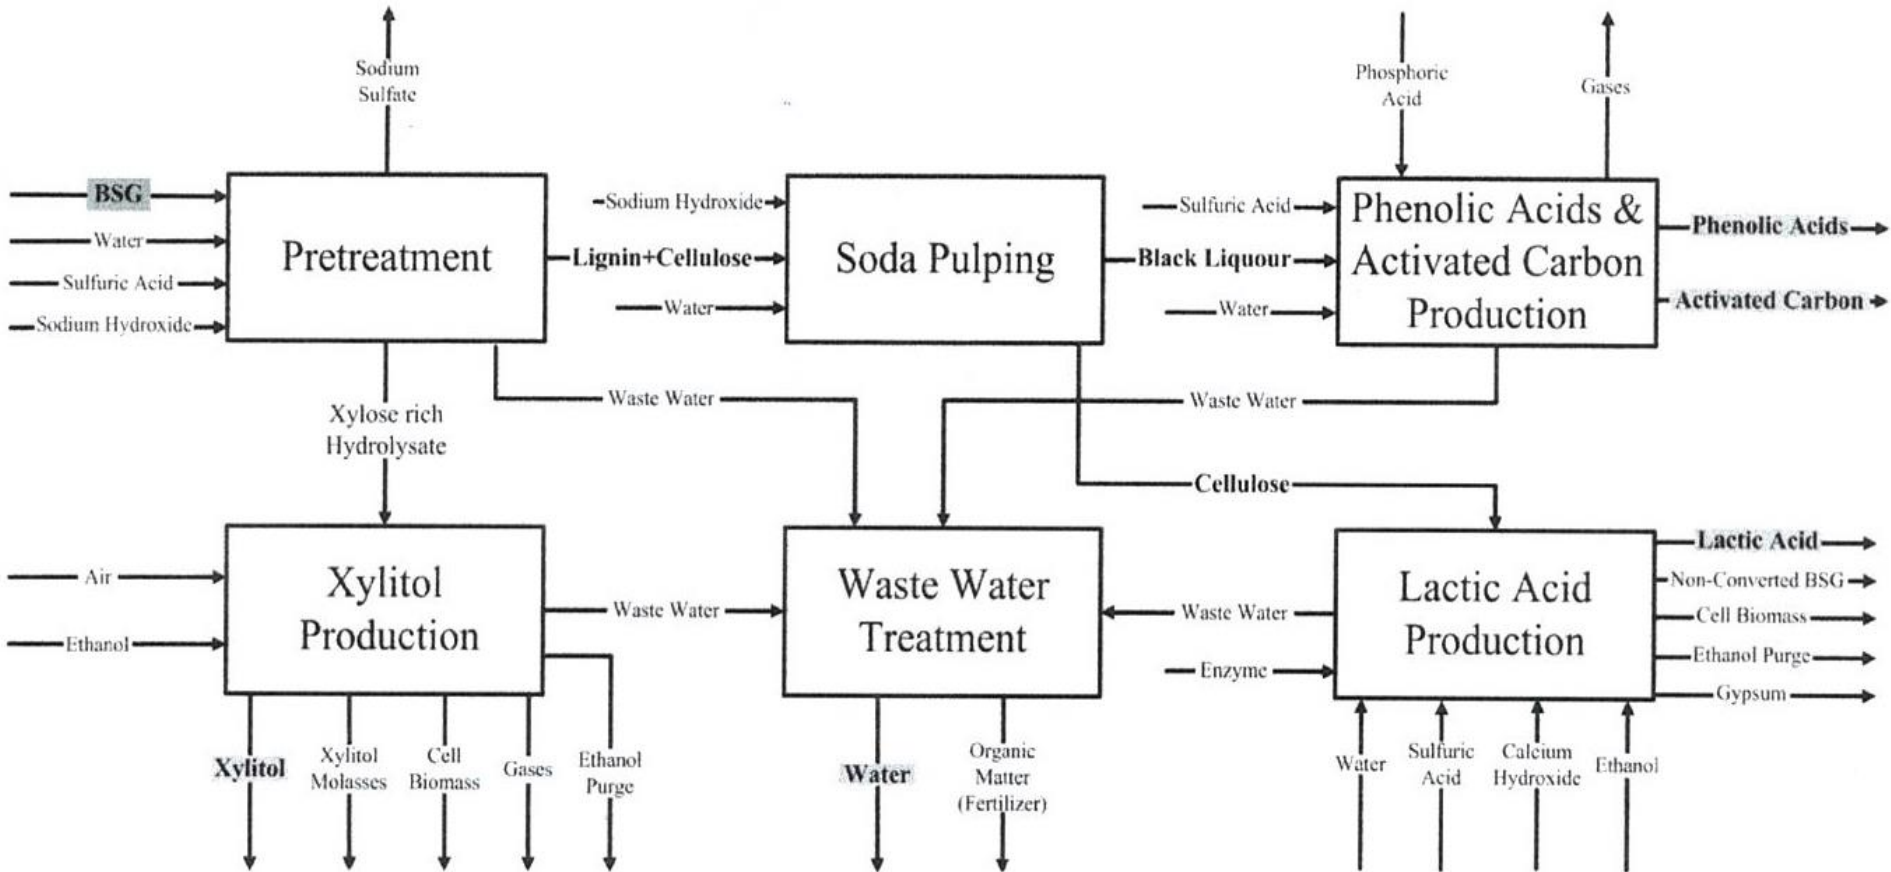 Sodium
Sulfate
Phosphoric
Acid
Gases
BSG
Water
Sulfuric Acid
Sodium Hydroxide
Pretreatment
Sodium Hydroxide
Lignin+Cellulose
Water
Soda Pulping
Sulfuric Acid
Black Liquour
Water
Phenolic Acids &
Activated Carbon
Production
Phenolic Acids
Activated Carbon
Xylose rich
Hydrolysate
Waste Water
Waste Water
Cellulose
Air
Ethanol
Xylitol
Production
Waste Water
Waste Water
Treatment
Waste Water
Enzyme
Lactic Acid
Production
Lactic Acid
Non-Converted BSG
Cell Biomass
Ethanol Purge
Gypsum
Xylitol
Xylitol
Molasses
Cell
Biomass
Gases
Ethanol
Purge
Water
Organic
Matter
(Fertilizer)
Water
Sulfuric
Acid
Calcium
Hydroxide
Ethanol